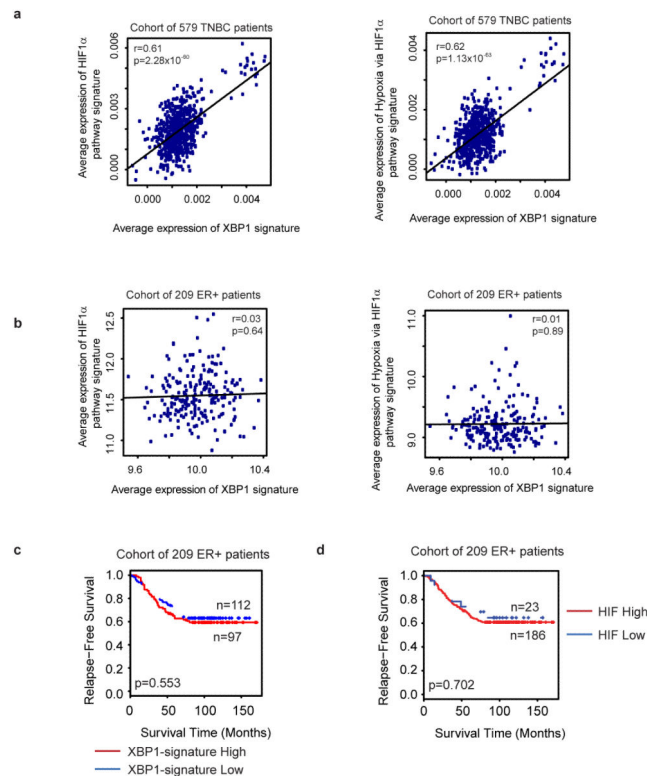 a
Cohort of 579 TNBC patients
Average expression of HIF1α
pathway signature
0.006
0.003
0.000
r=0.61
p=2.28x10⁻⁶⁰
0.000
0.002
0.004
Average expression of XBP1 signature
Cohort of 579 TNBC patients
Average expression of Hypoxia via HIF1α
pathway signature
0.004
0.002
0.000
r=0.62
p=1.13x10⁻⁶³
0.000
0.002
0.004
Average expression of XBP1 signature
b
Cohort of 209 ER+ patients
Average expression of HIF1α
pathway signature
12.5
12.0
11.5
11.0
r=0.03
p=0.64
9.6
10.0
10.4
Average expression of XBP1 signature
Cohort of 209 ER+ patients
Average expression of Hypoxia via HIF1α
pathway signature
11.0
10.0
9.0
r=0.01
p=0.89
9.6
10.0
10.4
Average expression of XBP1 signature
c
Cohort of 209 ER+ patients
Relapse-Free Survival
1.0
0.8
0.6
0.4
0.2
0.0
n=112
n=97
p=0.553
0
50
100
150
Survival Time (Months)
XBP1-signature High
XBP1-signature Low
d
Cohort of 209 ER+ patients
Relapse-Free Survival
1.0
0.8
0.6
0.4
0.2
0.0
n=23
n=186
p=0.702
0
50
100
150
Survival Time (Months)
HIF High
HIF Low